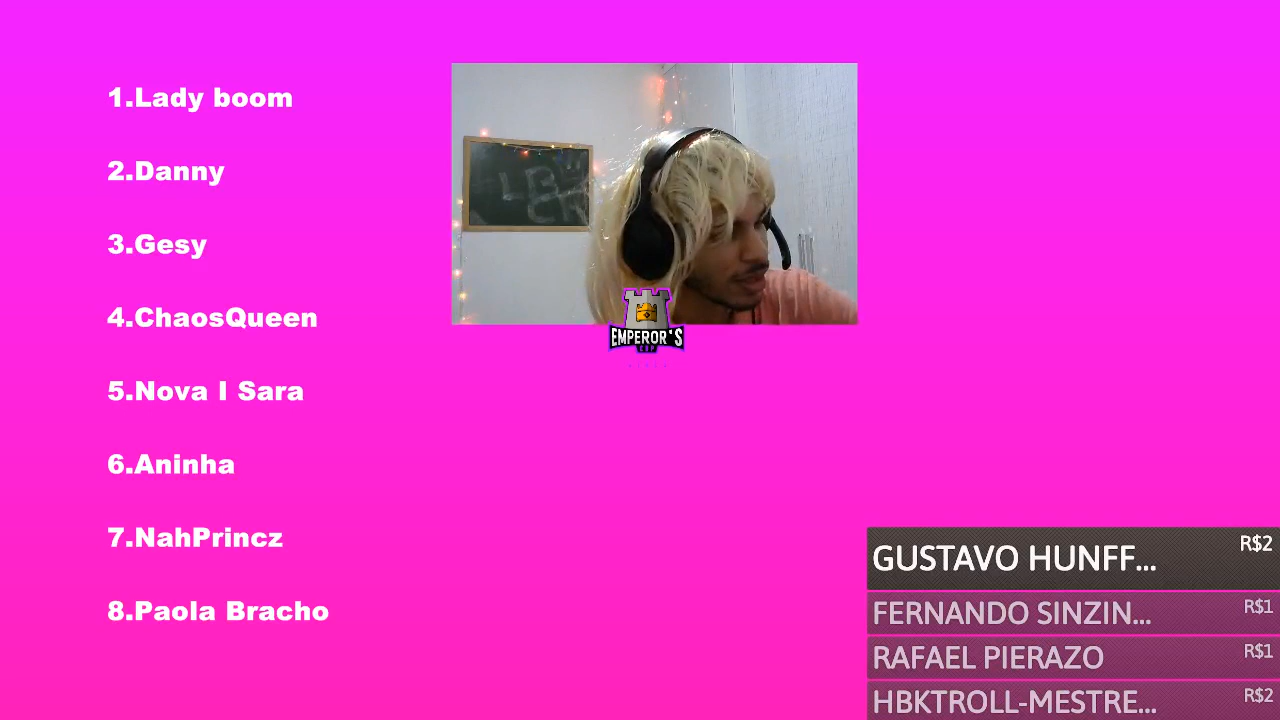 1.Lady boom
2.Danny
3.Gesy
4.ChaosQueen
5.Nova I Sara
6.Aninha
7.NahPrincz
8.Paola Bracho
EMPEROR'S
CUP
GUSTAVO HUNFF... R$2
FERNANDO SINZIN... R$1
RAFAEL PIERAZO R$1
HBKTROLL-MESTRE... R$2